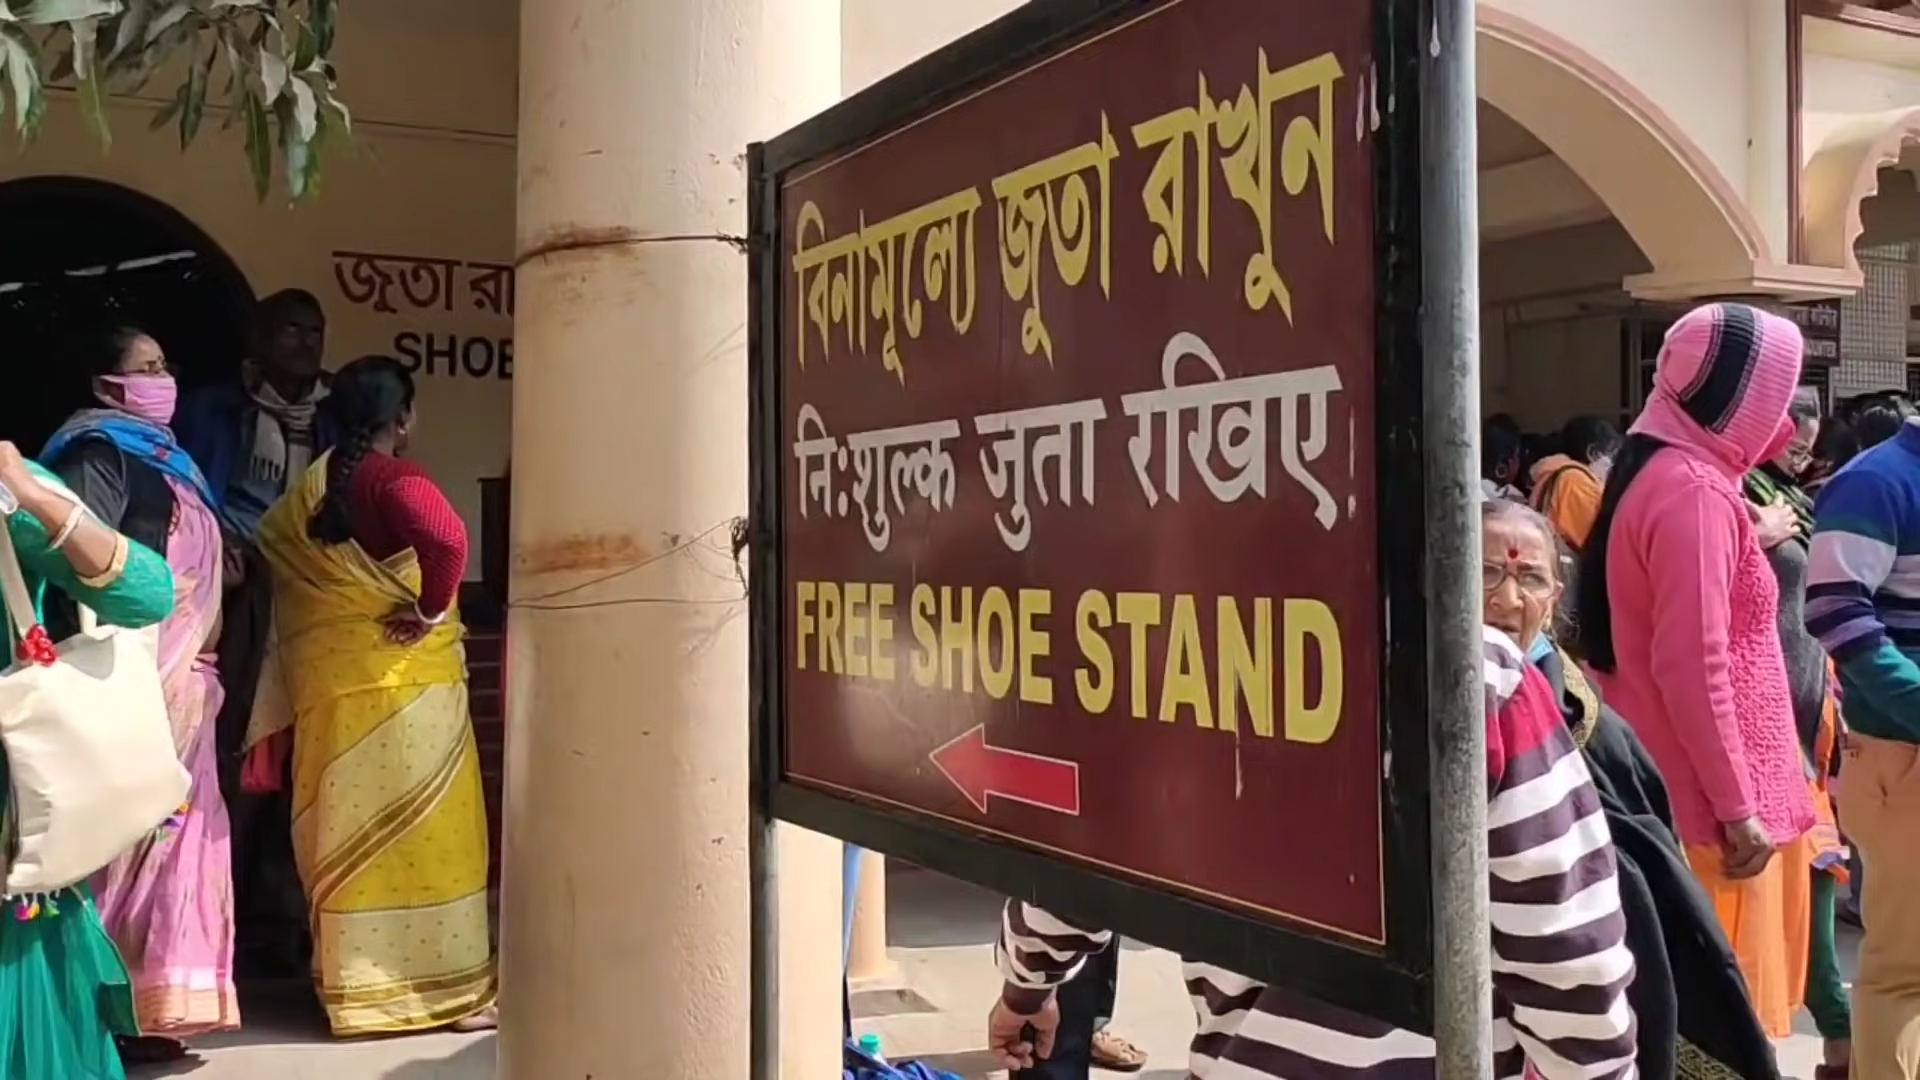 বিনামূল্যে জুতা রাখুন
नि:शुल्क जुता रखिए
FREE SHOE STAND
জুতা রা
SHOE